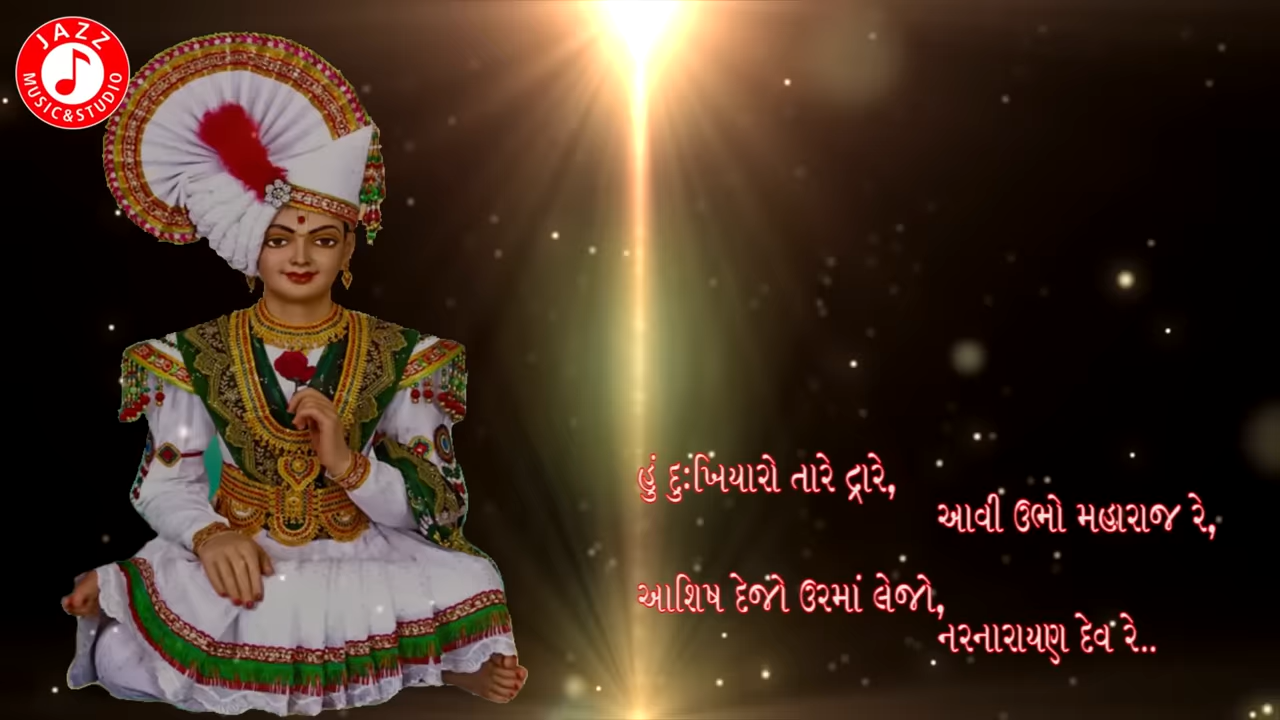 JAZZ
MUSIC&STUDIO
હું દુઃખિયારો તારે દ્રારે,
આવી ઉભો મહારાજ રે,
આશિષ દેજો ઉરમાં લેજો,
નરનારાયણ દેવ રે..